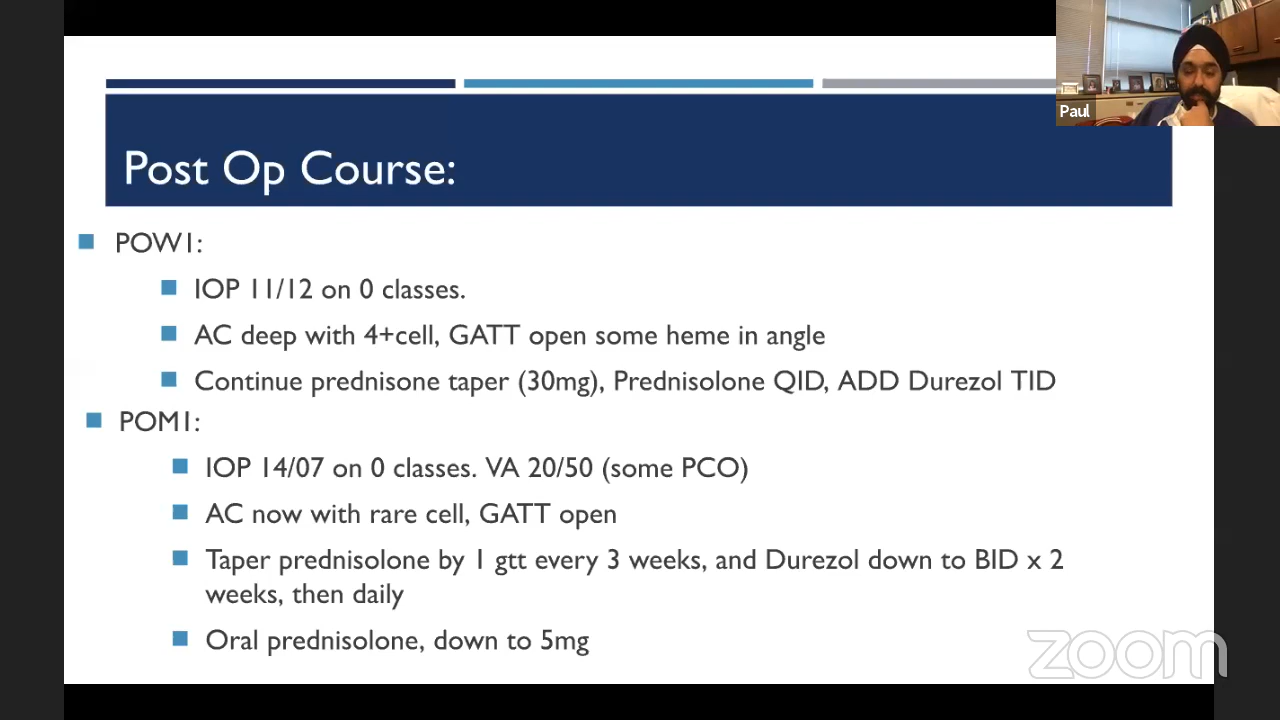 Paul
Post Op Course:
POW1:
IOP 11/12 on 0 classes.
AC deep with 4+cell, GATT open some heme in angle
Continue prednisone taper (30mg), Prednisolone QID, ADD Durezol TID
POM1:
IOP 14/07 on 0 classes. VA 20/50 (some PCO)
AC now with rare cell, GATT open
Taper prednisolone by 1 gtt every 3 weeks, and Durezol down to BID x 2
weeks, then daily
Oral prednisolone, down to 5mg
zoom